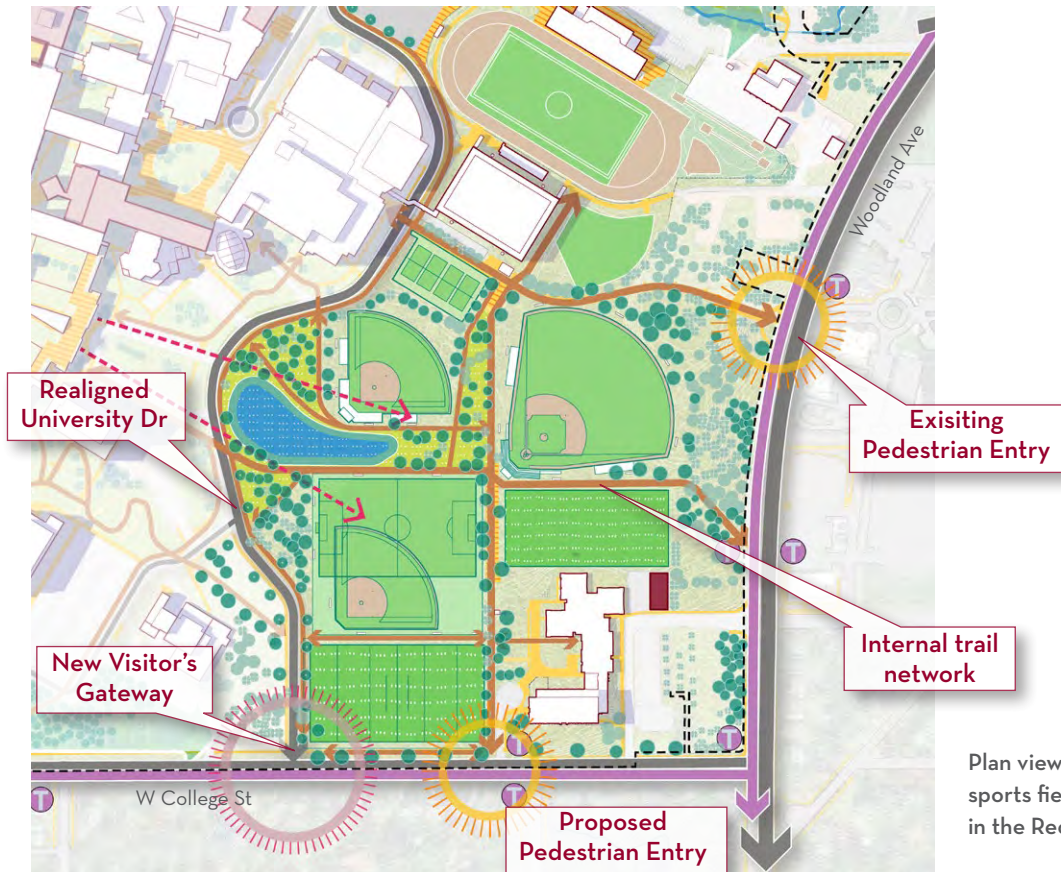 Woodland Ave
T
Realigned
University Dr
Exisiting
Pedestrian Entry
T
T
Internal trail
network
New Visitor's
Gateway
T
T
Plan view
sports fie
in the Rec
T
W College St
T
Proposed
Pedestrian Entry